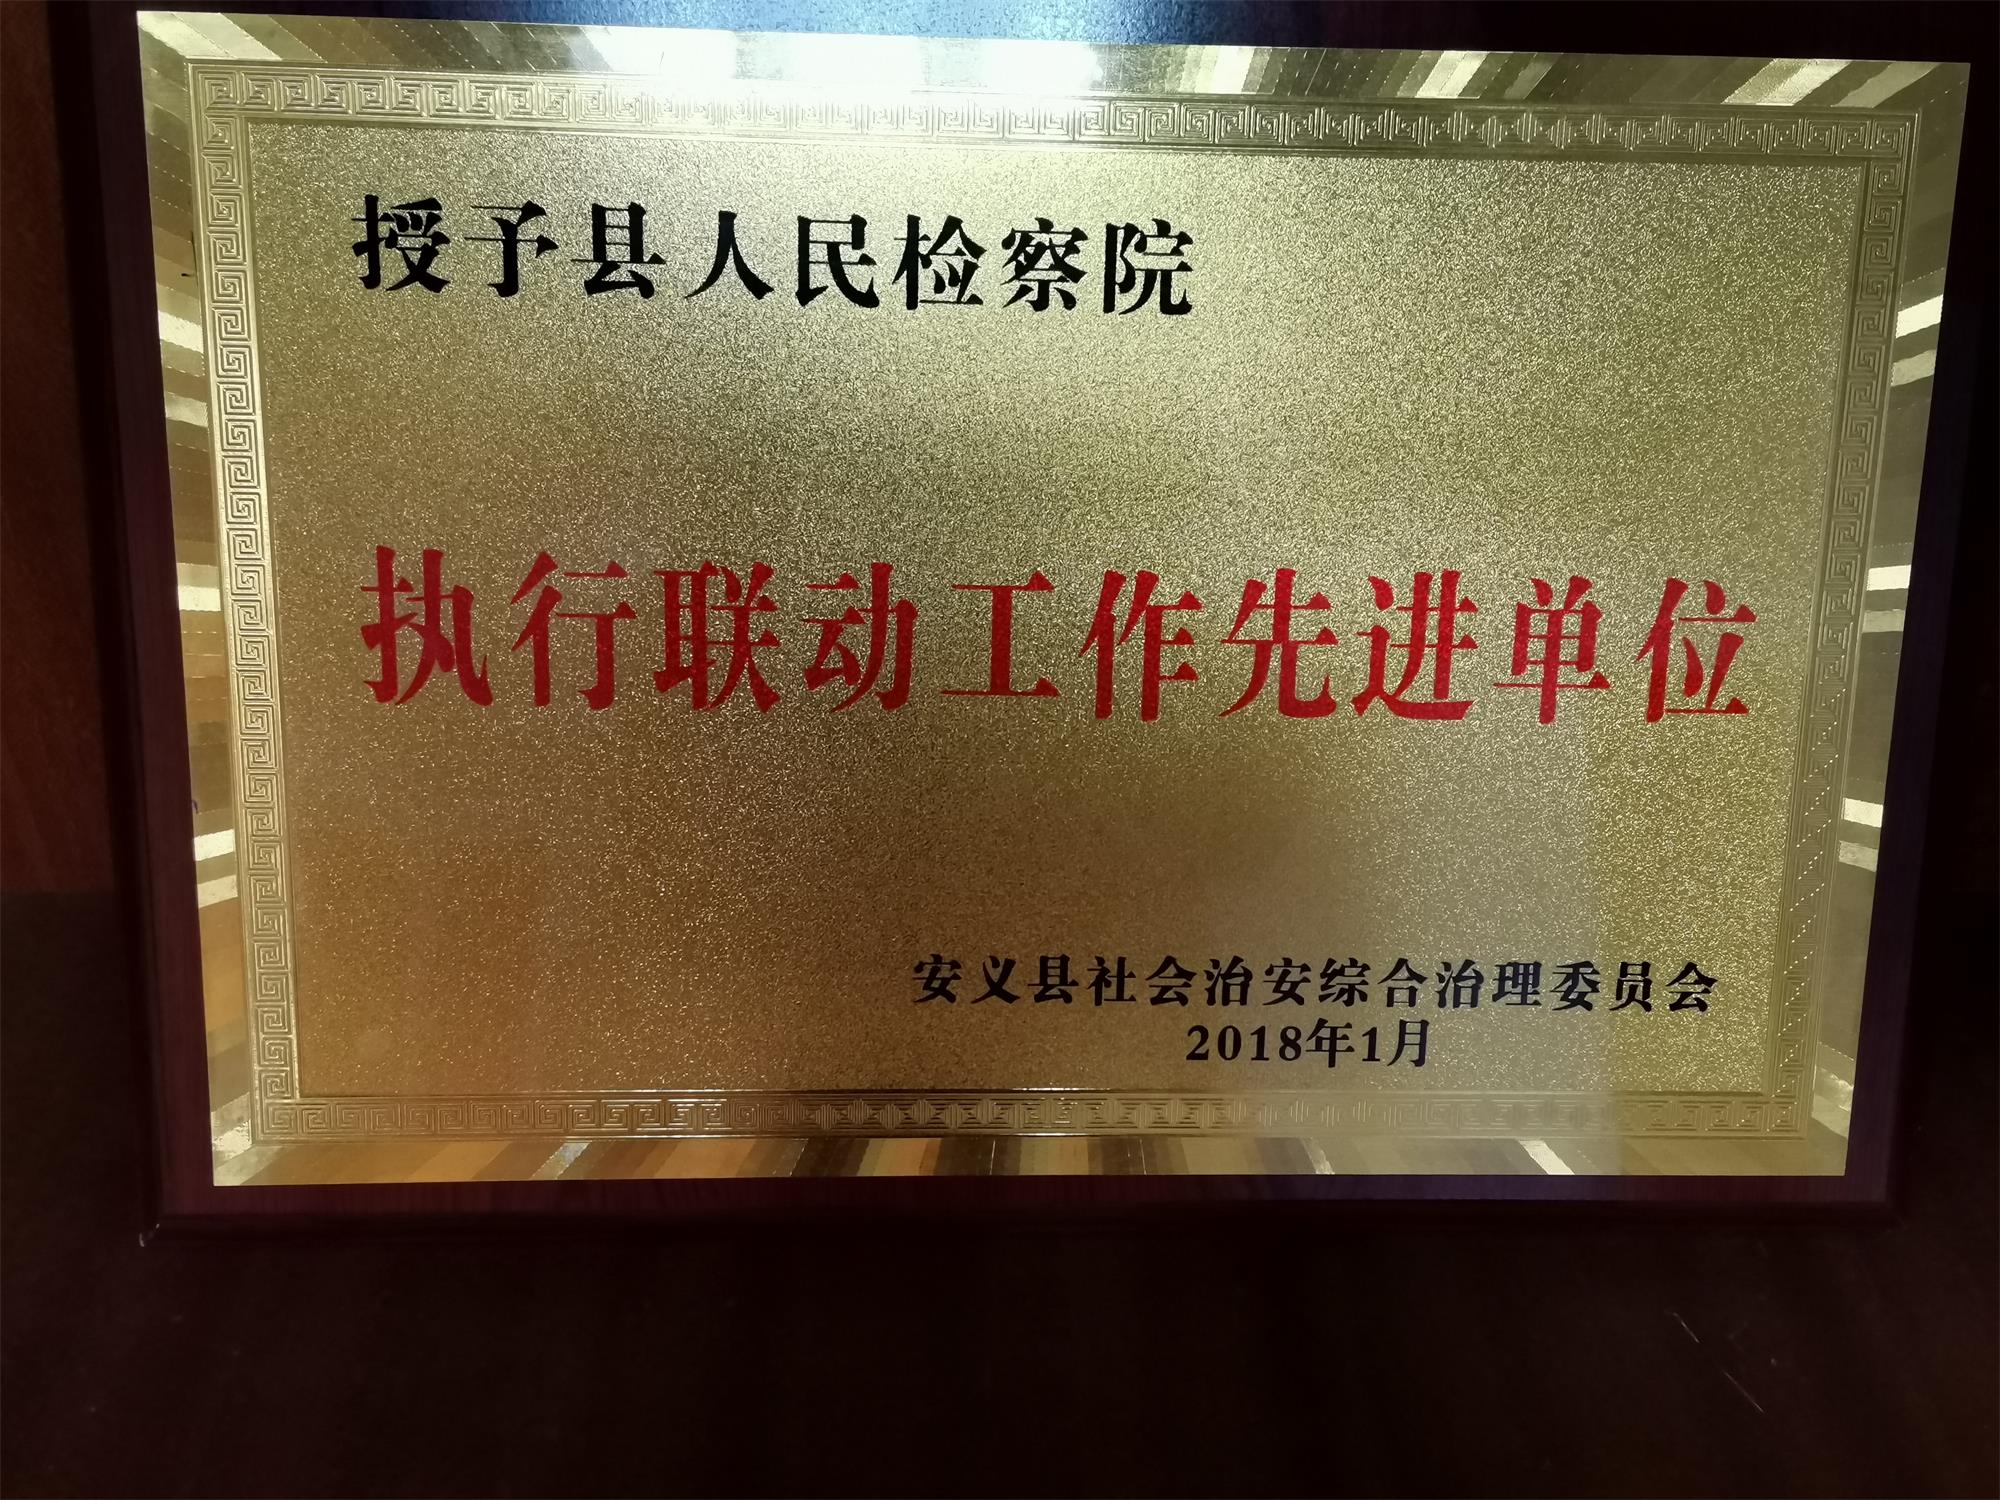 授予县人民检察院
执行联动工作先进单位
安义县社会治安综合治理委员会
2018年1月